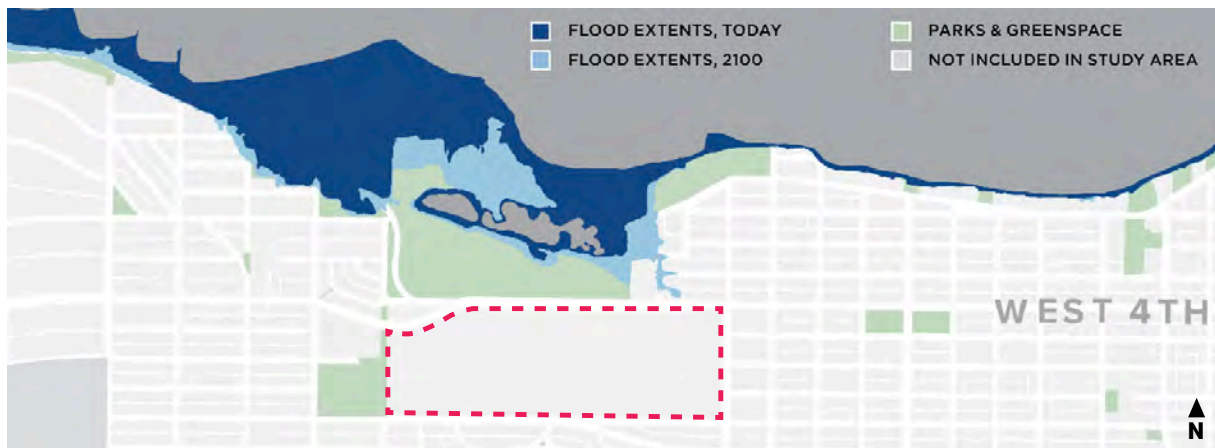 FLOOD EXTENTS, TODAY
FLOOD EXTENTS, 2100
PARKS & GREENSPACE
NOT INCLUDED IN STUDY AREA
WEST 4TH
N